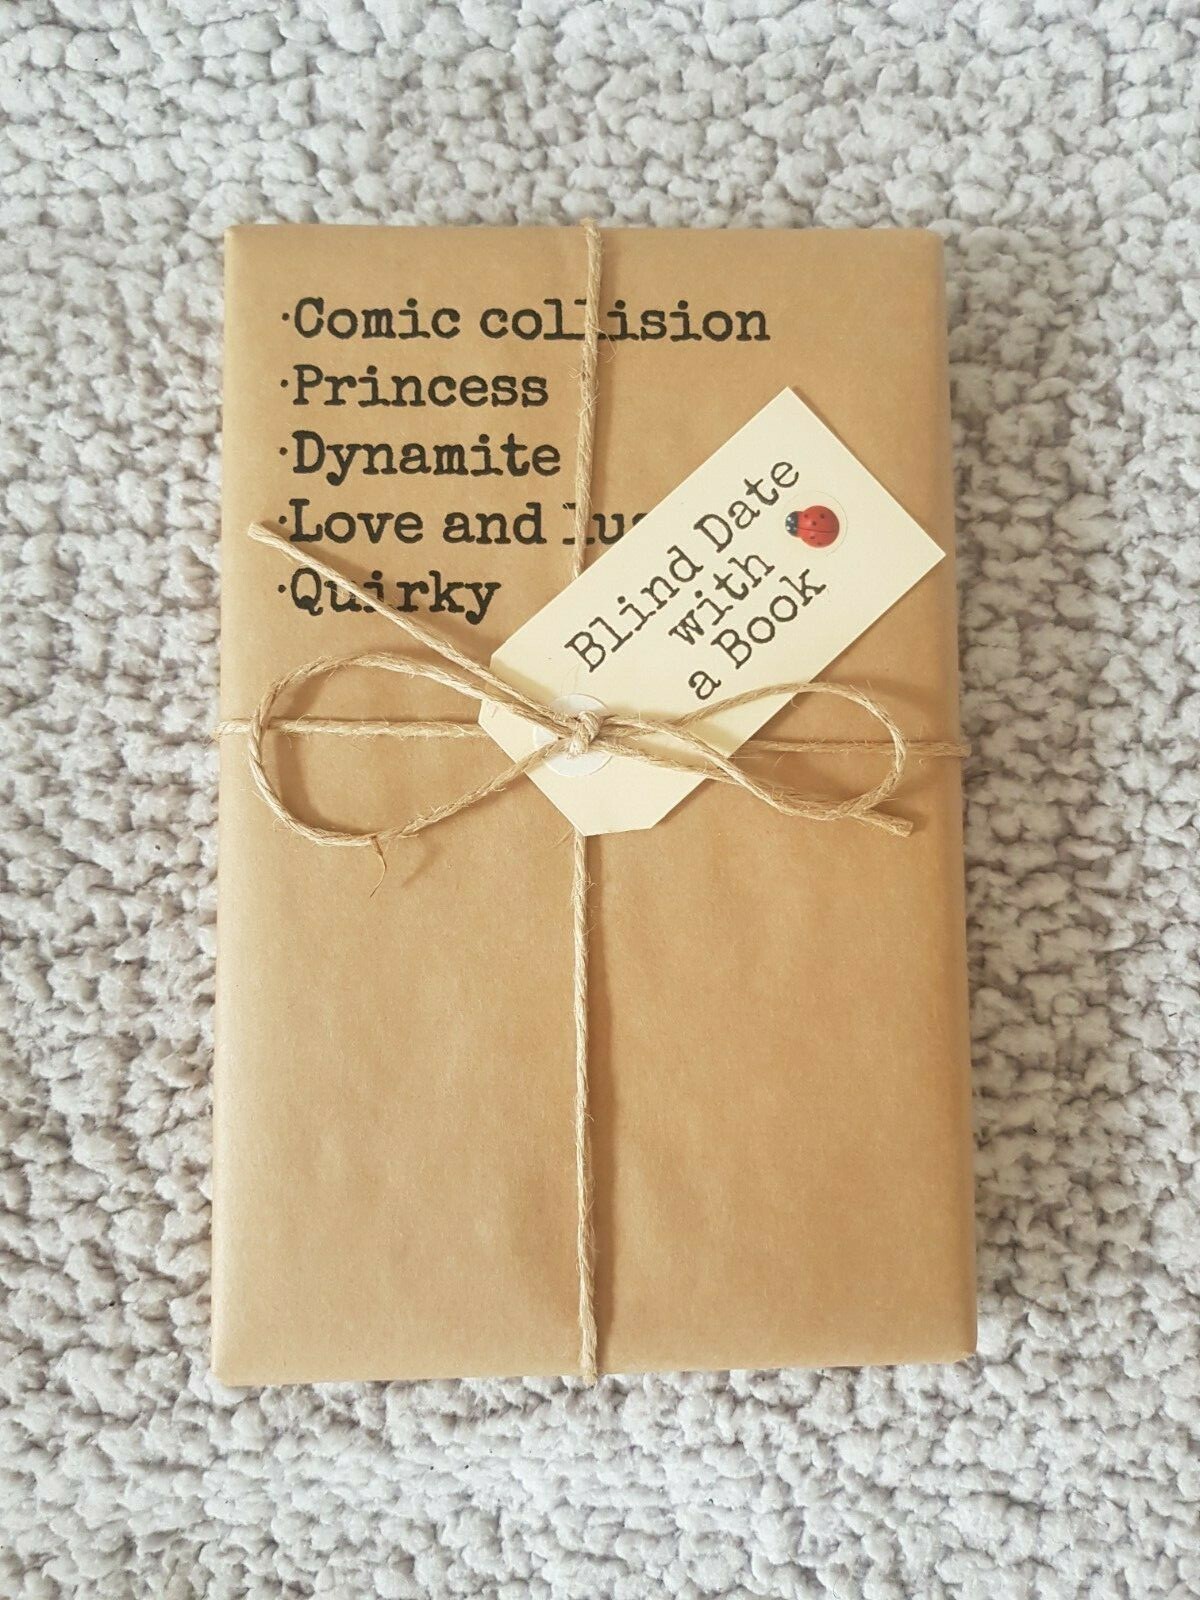 ·Comic collision
·Princess
·Dynamite
·Love and
·Quirky
Blind Date
with
a Book